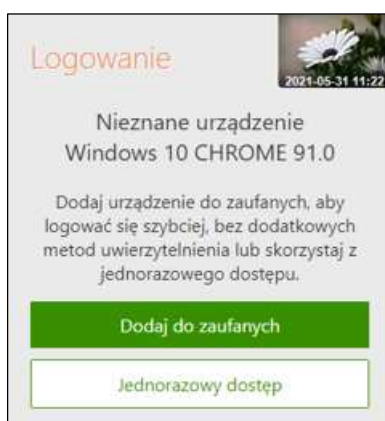 Logowanie
2021-05-31 11:22
Nieznane urządzenie
Windows 10 CHROME 91.0
Dodaj urządzenie do zaufanych, aby
logować się szybciej, bez dodatkowych
metod uwierzytelnienia lub skorzystaj z
jednorazowego dostępu.
Dodaj do zaufanych
Jednorazowy dostęp